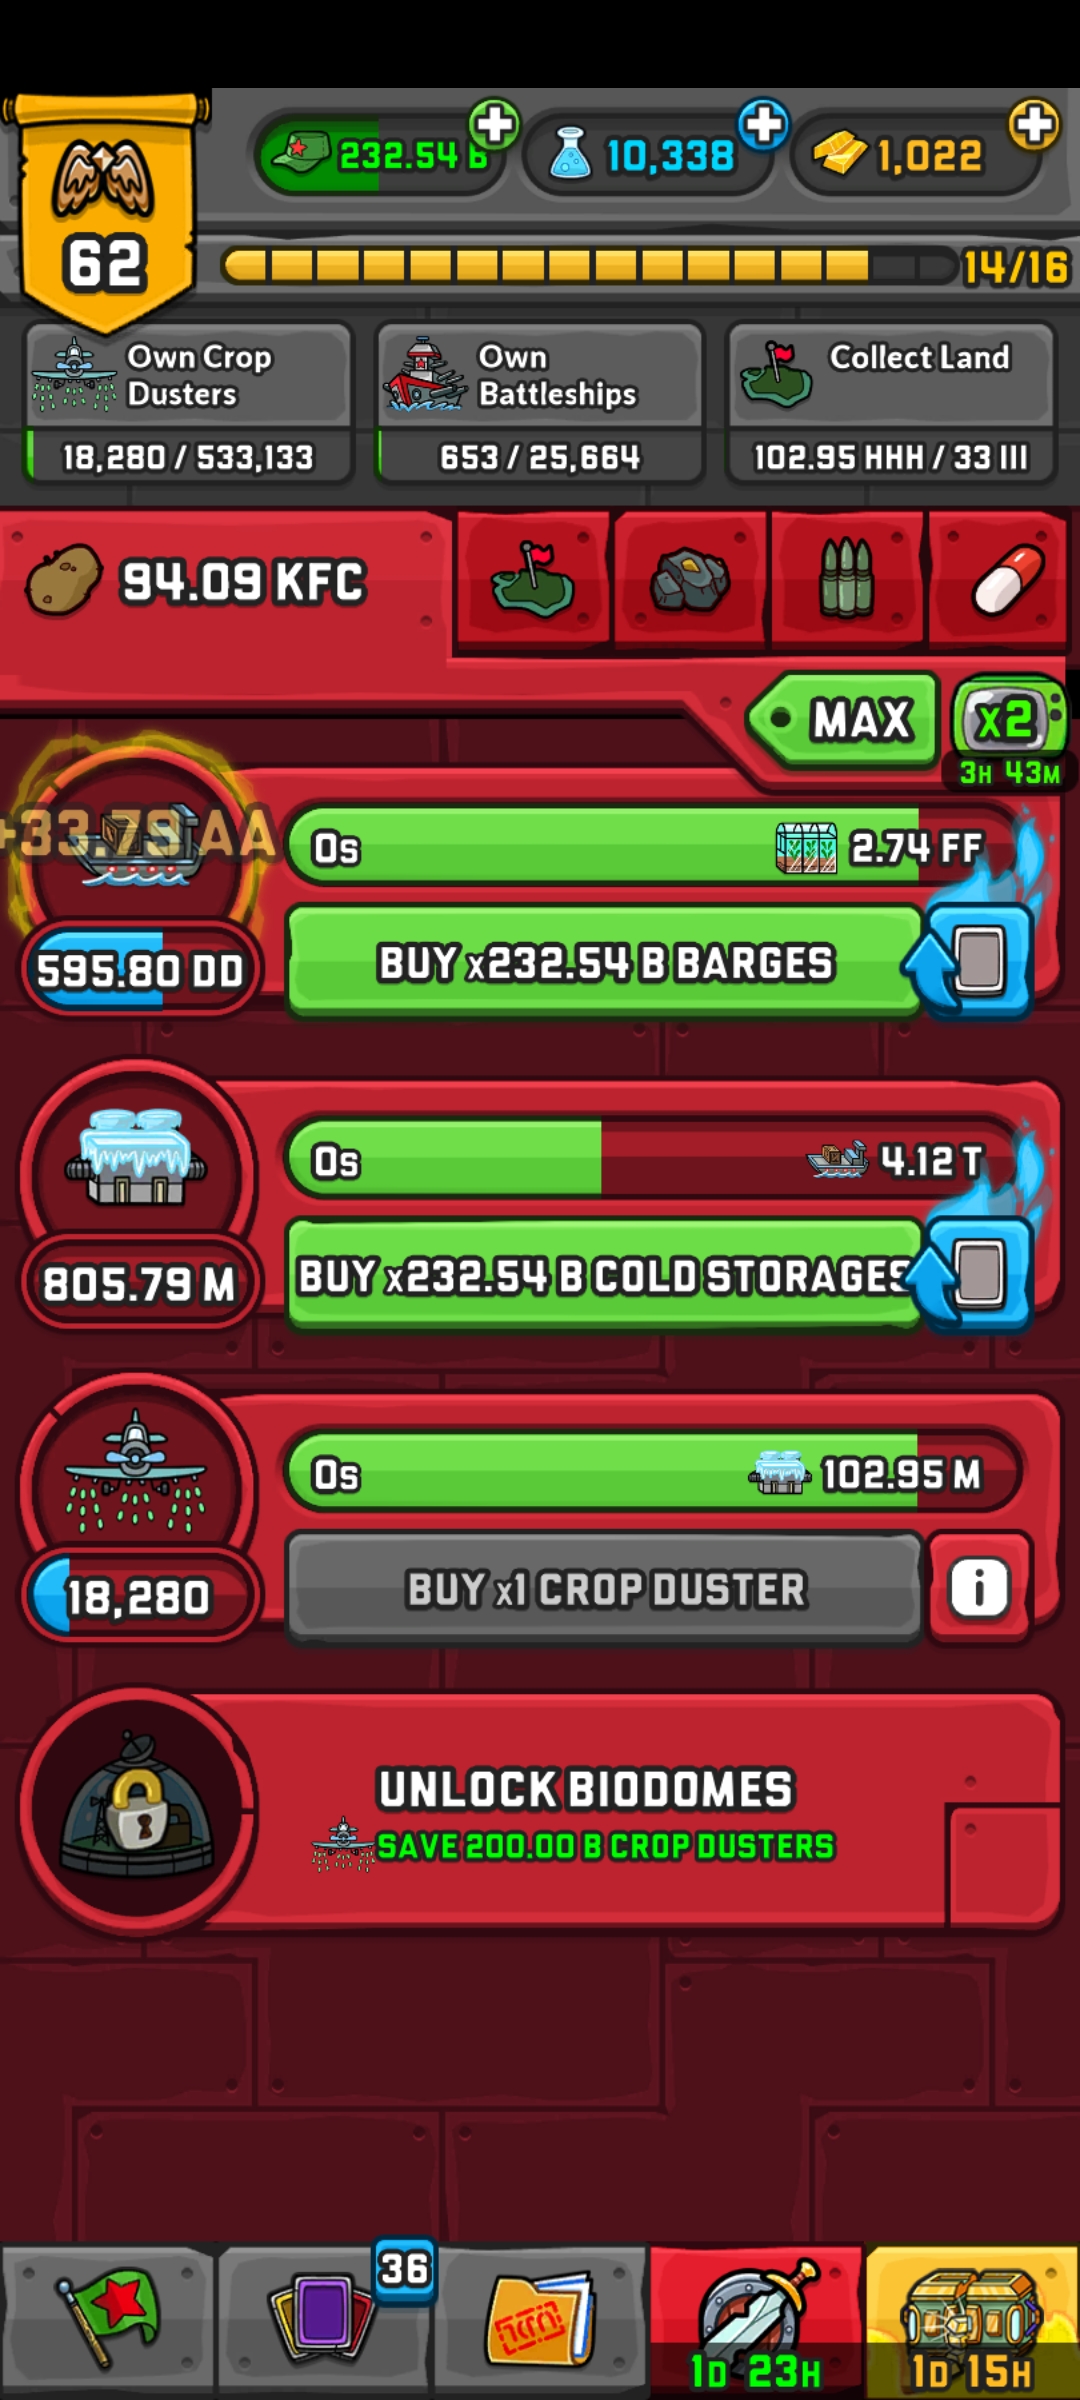 232.54 B
10,338
1,022
62
14/16
Own Crop
Dusters
18,280 / 533,133
Own
Battleships
653 / 25,664
Collect Land
102.95 HHH / 33 III
94.09 KFC
MAX
x2
3H 43M
+33.79 AA
0s
2.74 FF
595.80 DD
BUY x232.54 B BARGES
0s
4.12 T
805.79 M
BUY x232.54 B COLD STORAGES
0s
102.95 M
18,280
BUY x1 CROP DUSTER
i
UNLOCK BIODOMES
SAVE 200.00 B CROP DUSTERS
36
1D 23H
1D 15H